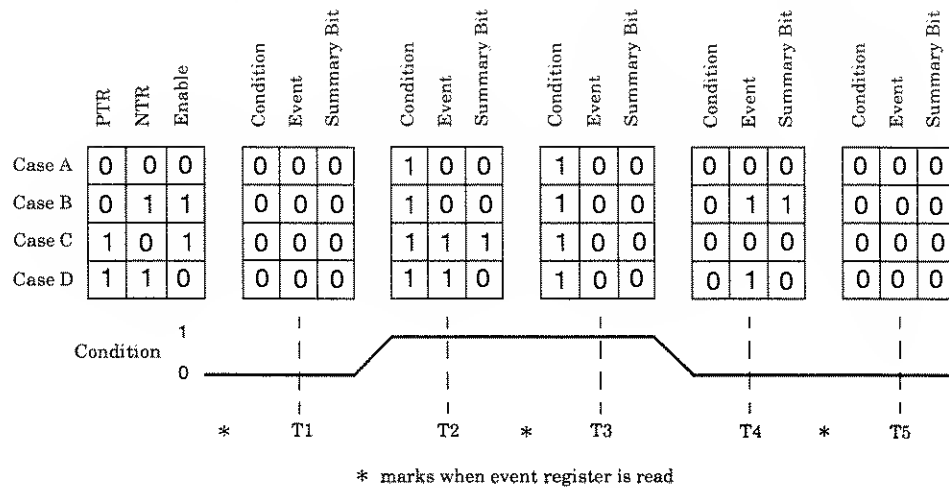 PTR NTR Enable Condition Event Summary Bit Condition Event Summary Bit Condition Event Summary Bit Condition Event Summary Bit Condition Event Summary Bit
Case A 0 0 0 0 0 0 1 0 0 1 0 0 0 0 0 0 0 0
Case B 0 1 1 0 0 0 1 0 0 1 0 0 0 1 1 0 0 0
Case C 1 0 1 0 0 0 1 1 1 1 0 0 0 0 0 0 0 0
Case D 1 1 0 0 0 0 1 1 0 1 0 0 0 1 0 0 0 0
1
Condition
0
* T1 T2 * T3 T4 * T5
* marks when event register is read